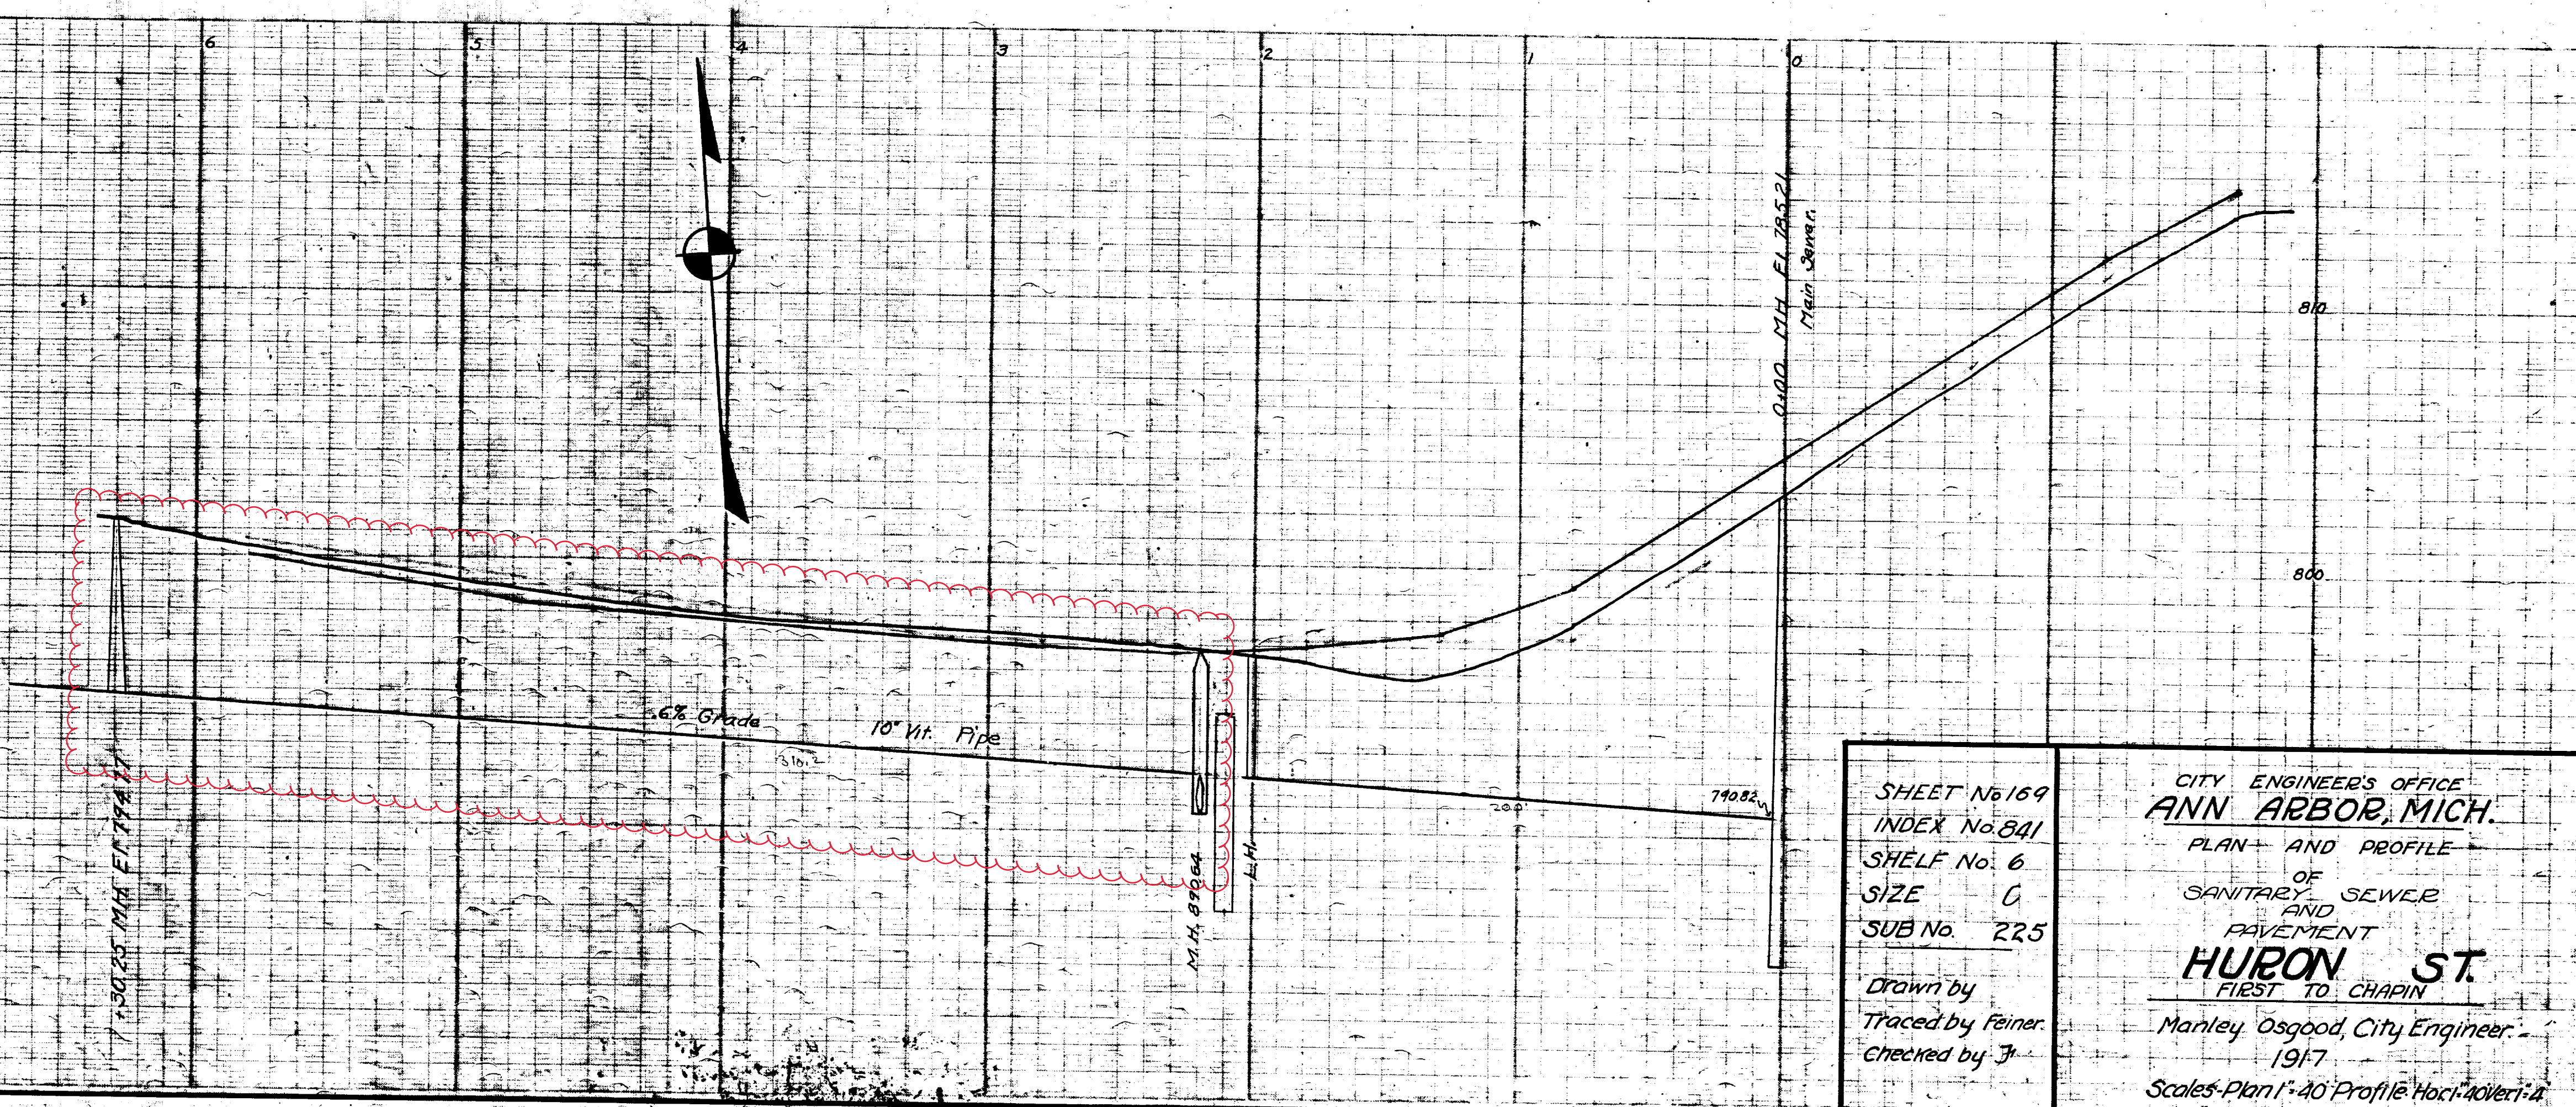 6
5
4
3
2
1
0
0+00 MH El 785.21
Main Sewer.
810
800
.6% Grade
10" Vit. Pipe
310.2
200
790.82
+30.25 MH El. 794.17
M.H. 890.64
L.H.
SHEET No 169
INDEX No. 841
SHELF No. 6
SIZE C
SUB No. 225
Drawn by
Traced by Feiner.
Checked by
CITY ENGINEER'S OFFICE
ANN ARBOR, MICH.
PLAN AND PROFILE
OF
SANITARY SEWER
AND
PAVEMENT
HURON ST.
FIRST TO CHAPIN
Manley Osgood, City Engineer.
1917
Scales-Plan 1"=40' Profile Hor.1"=40' Ver.1"=4'